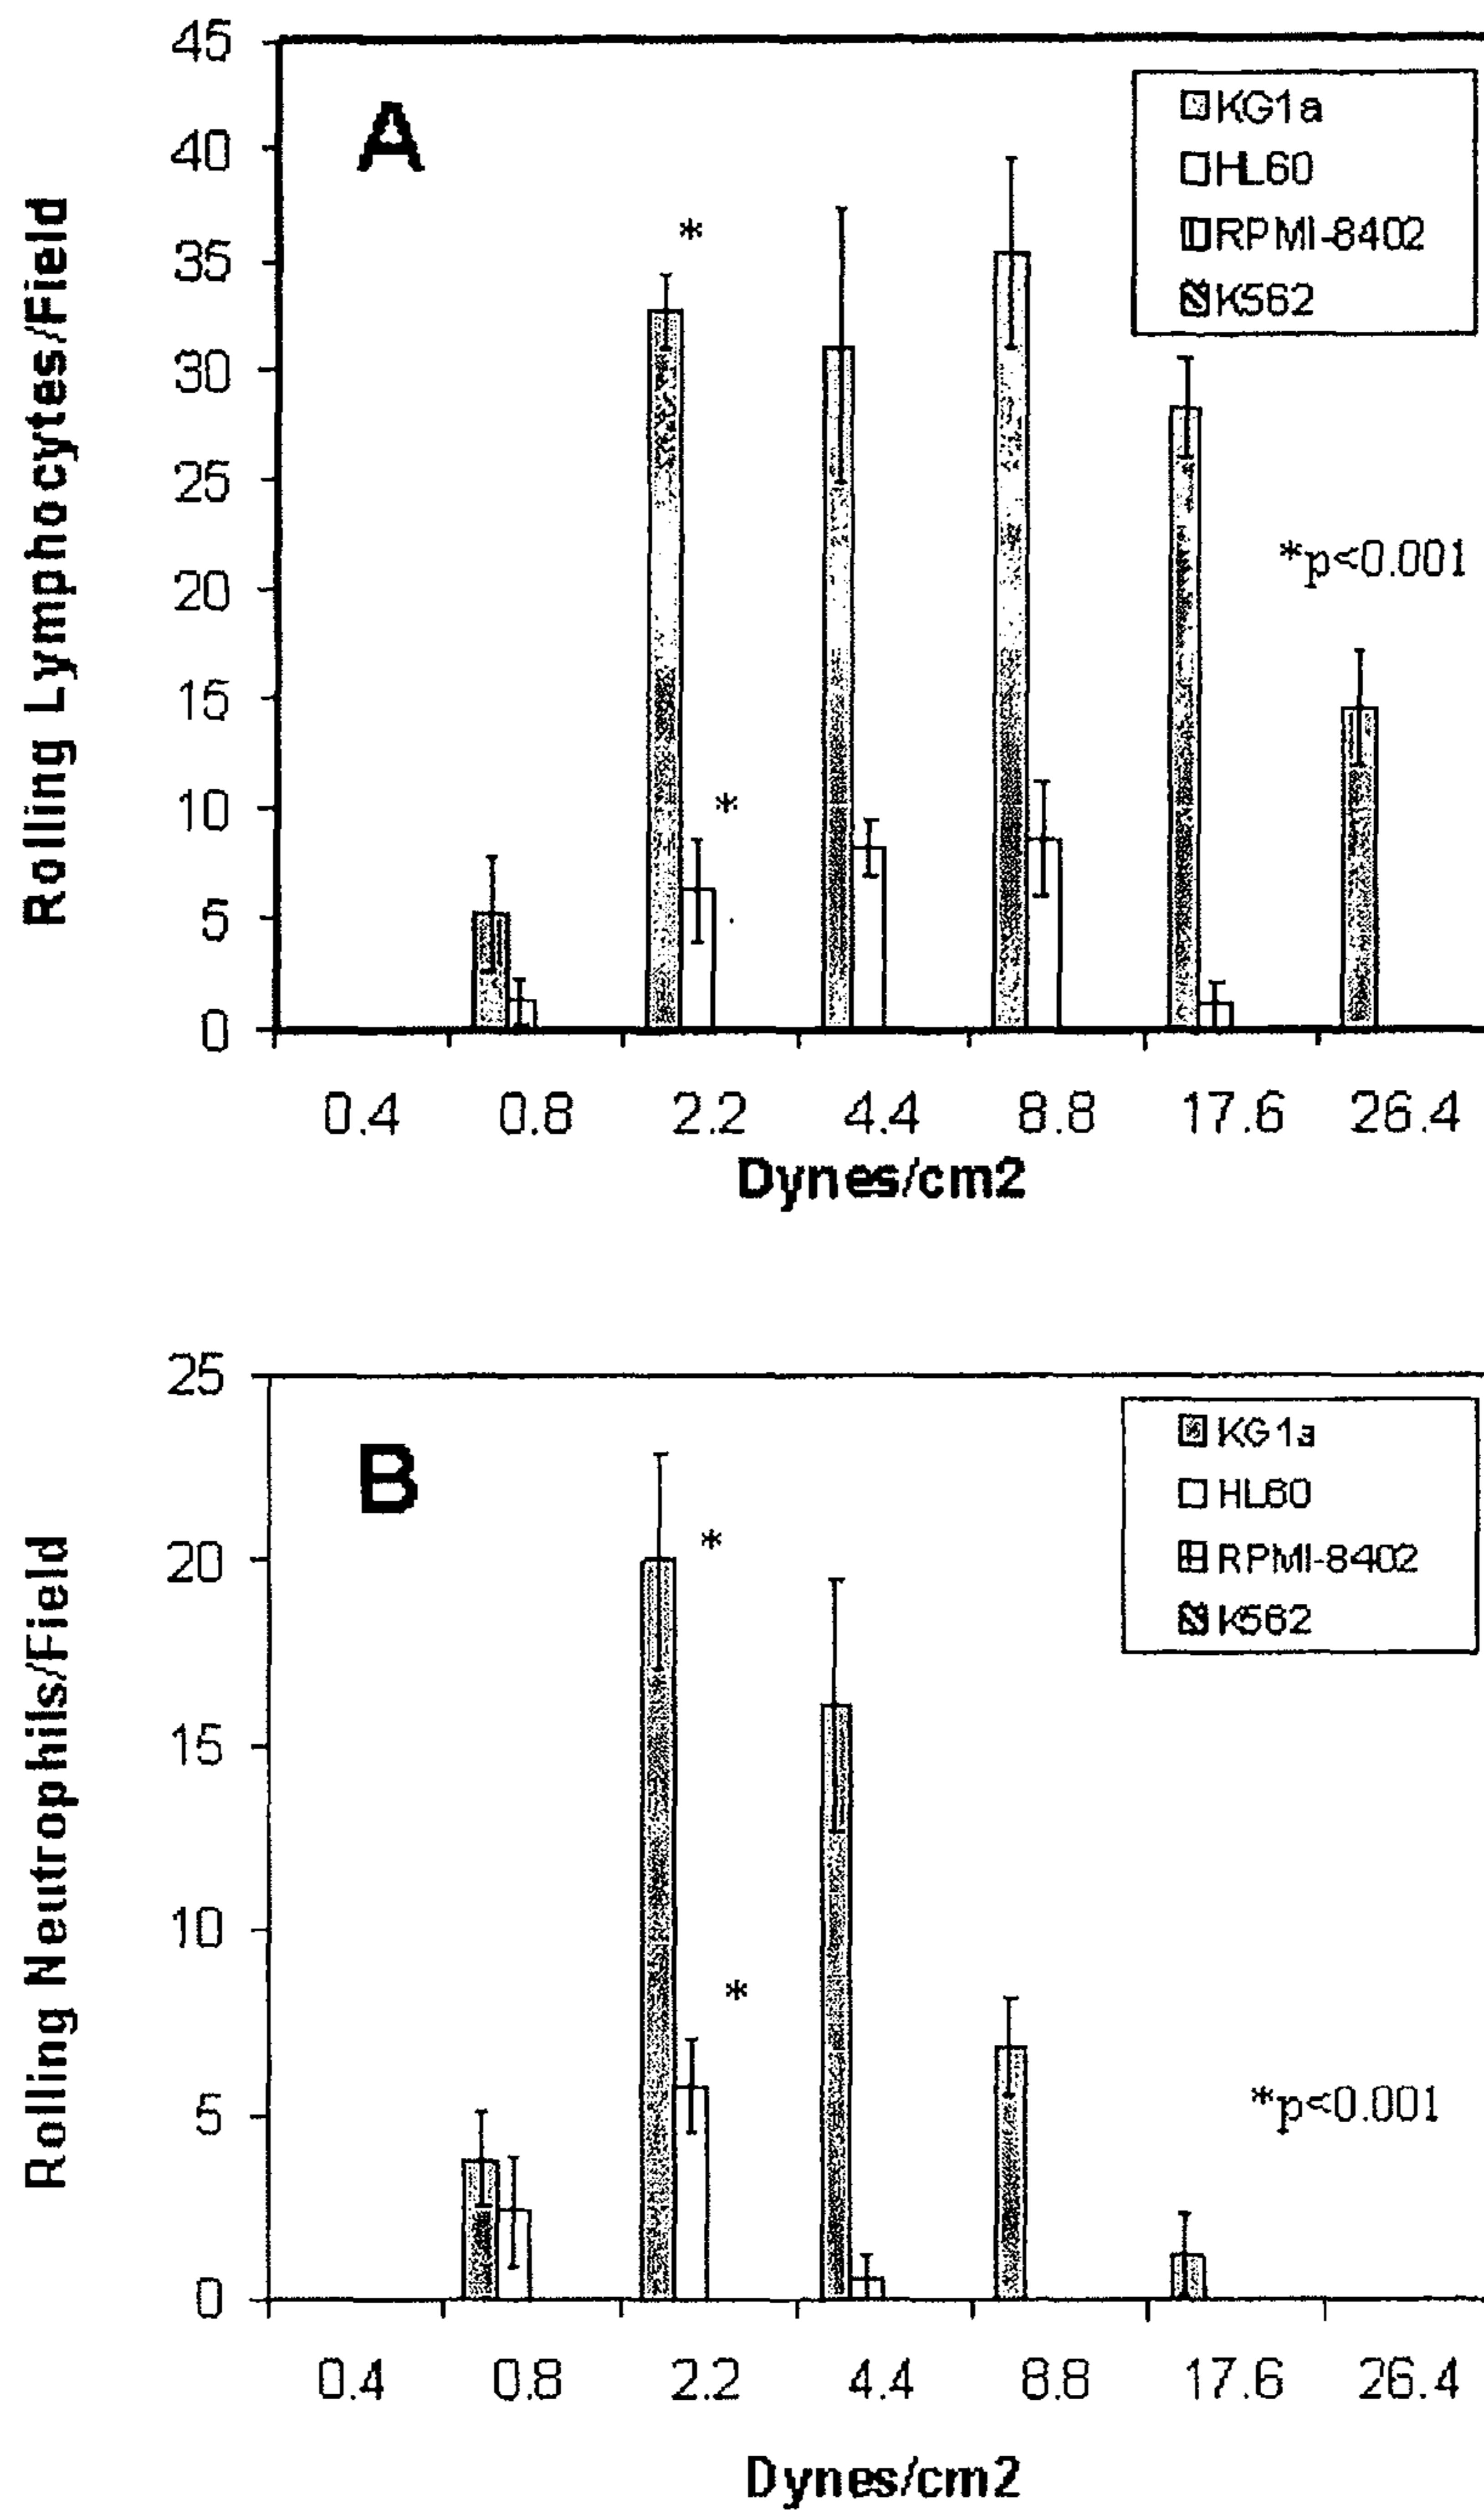 45
40
35
30
25
20
15
10
5
0
Rolling Lymphocytes/Field
A
KG1a
HL60
RPMI-8402
K562
*
*
*p<0.001
0.4 0.8 2.2 4.4 8.8 17.6 26.4
Dynes/cm2
25
20
15
10
5
0
Rolling Neutrophils/Field
B
KG1a
HL60
RPMI-8402
K562
*
*
*p<0.001
0.4 0.8 2.2 4.4 8.8 17.6 26.4
Dynes/cm2